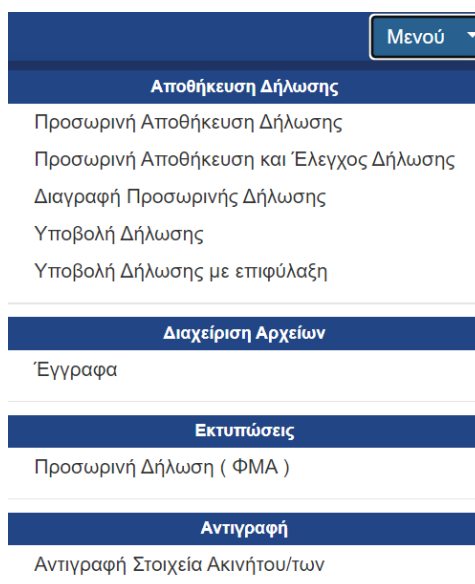 Μενού
Αποθήκευση Δήλωσης
Προσωρινή Αποθήκευση Δήλωσης
Προσωρινή Αποθήκευση και Έλεγχος Δήλωσης
Διαγραφή Προσωρινής Δήλωσης
Υποβολή Δήλωσης
Υποβολή Δήλωσης με επιφύλαξη
Διαχείριση Αρχείων
Έγγραφα
Εκτυπώσεις
Προσωρινή Δήλωση ( ΦΜΑ )
Αντιγραφή
Αντιγραφή Στοιχεία Ακινήτου/των